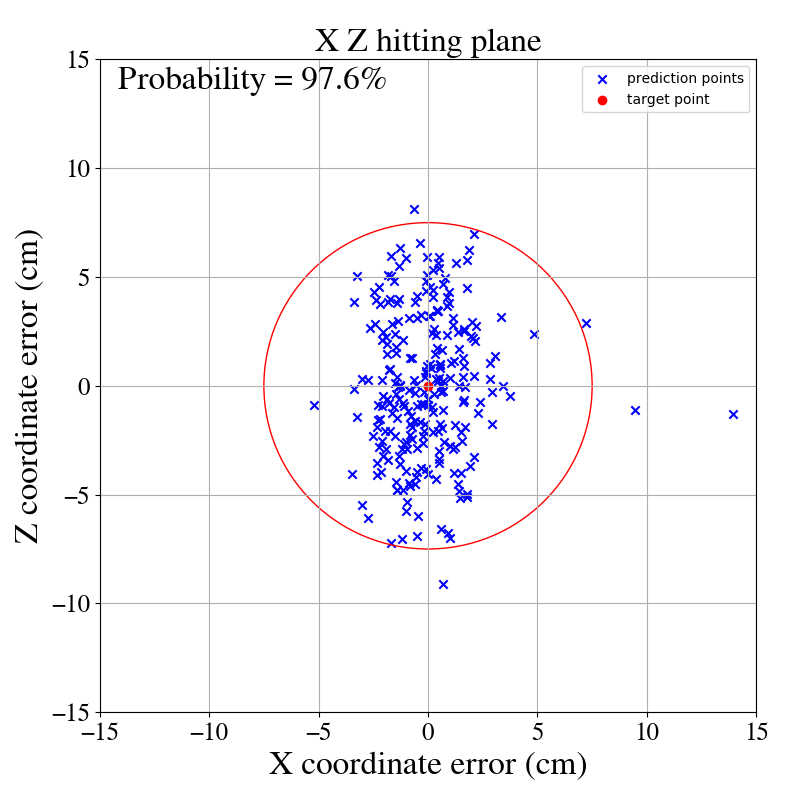 X Z hitting plane
Probability = 97.6%
prediction points
target point
15
10
5
0
−5
−10
−15
Z coordinate error (cm)
−15 −10 −5 0 5 10 15
X coordinate error (cm)